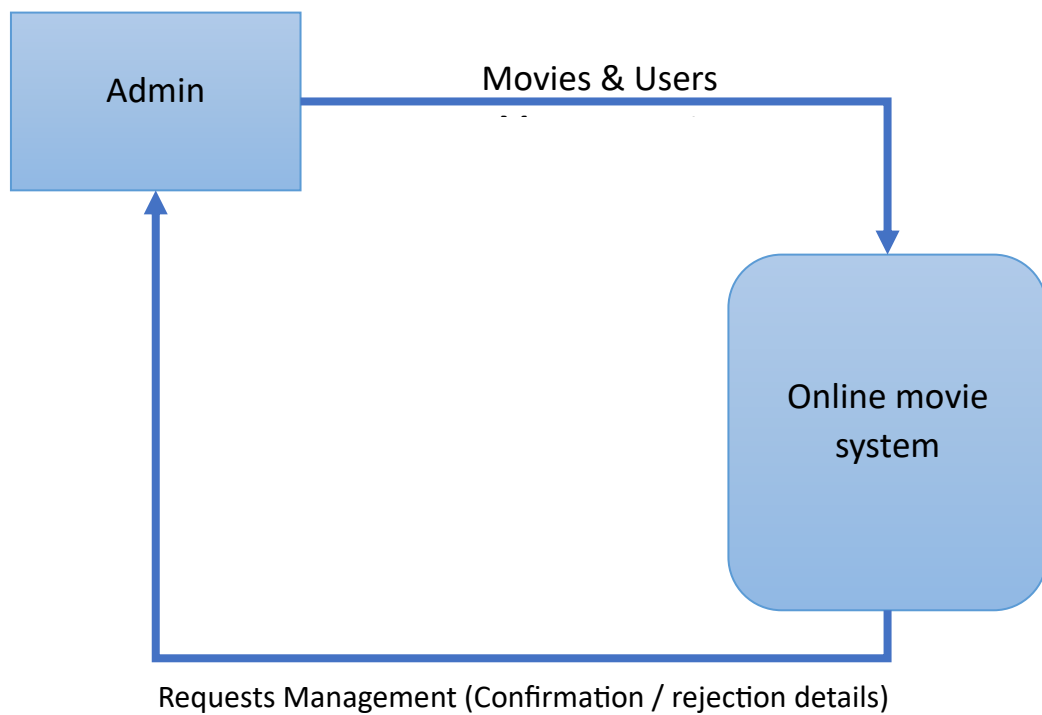 Admin
Movies & Users
Online movie
system
Requests Management (Confirmation / rejection details)